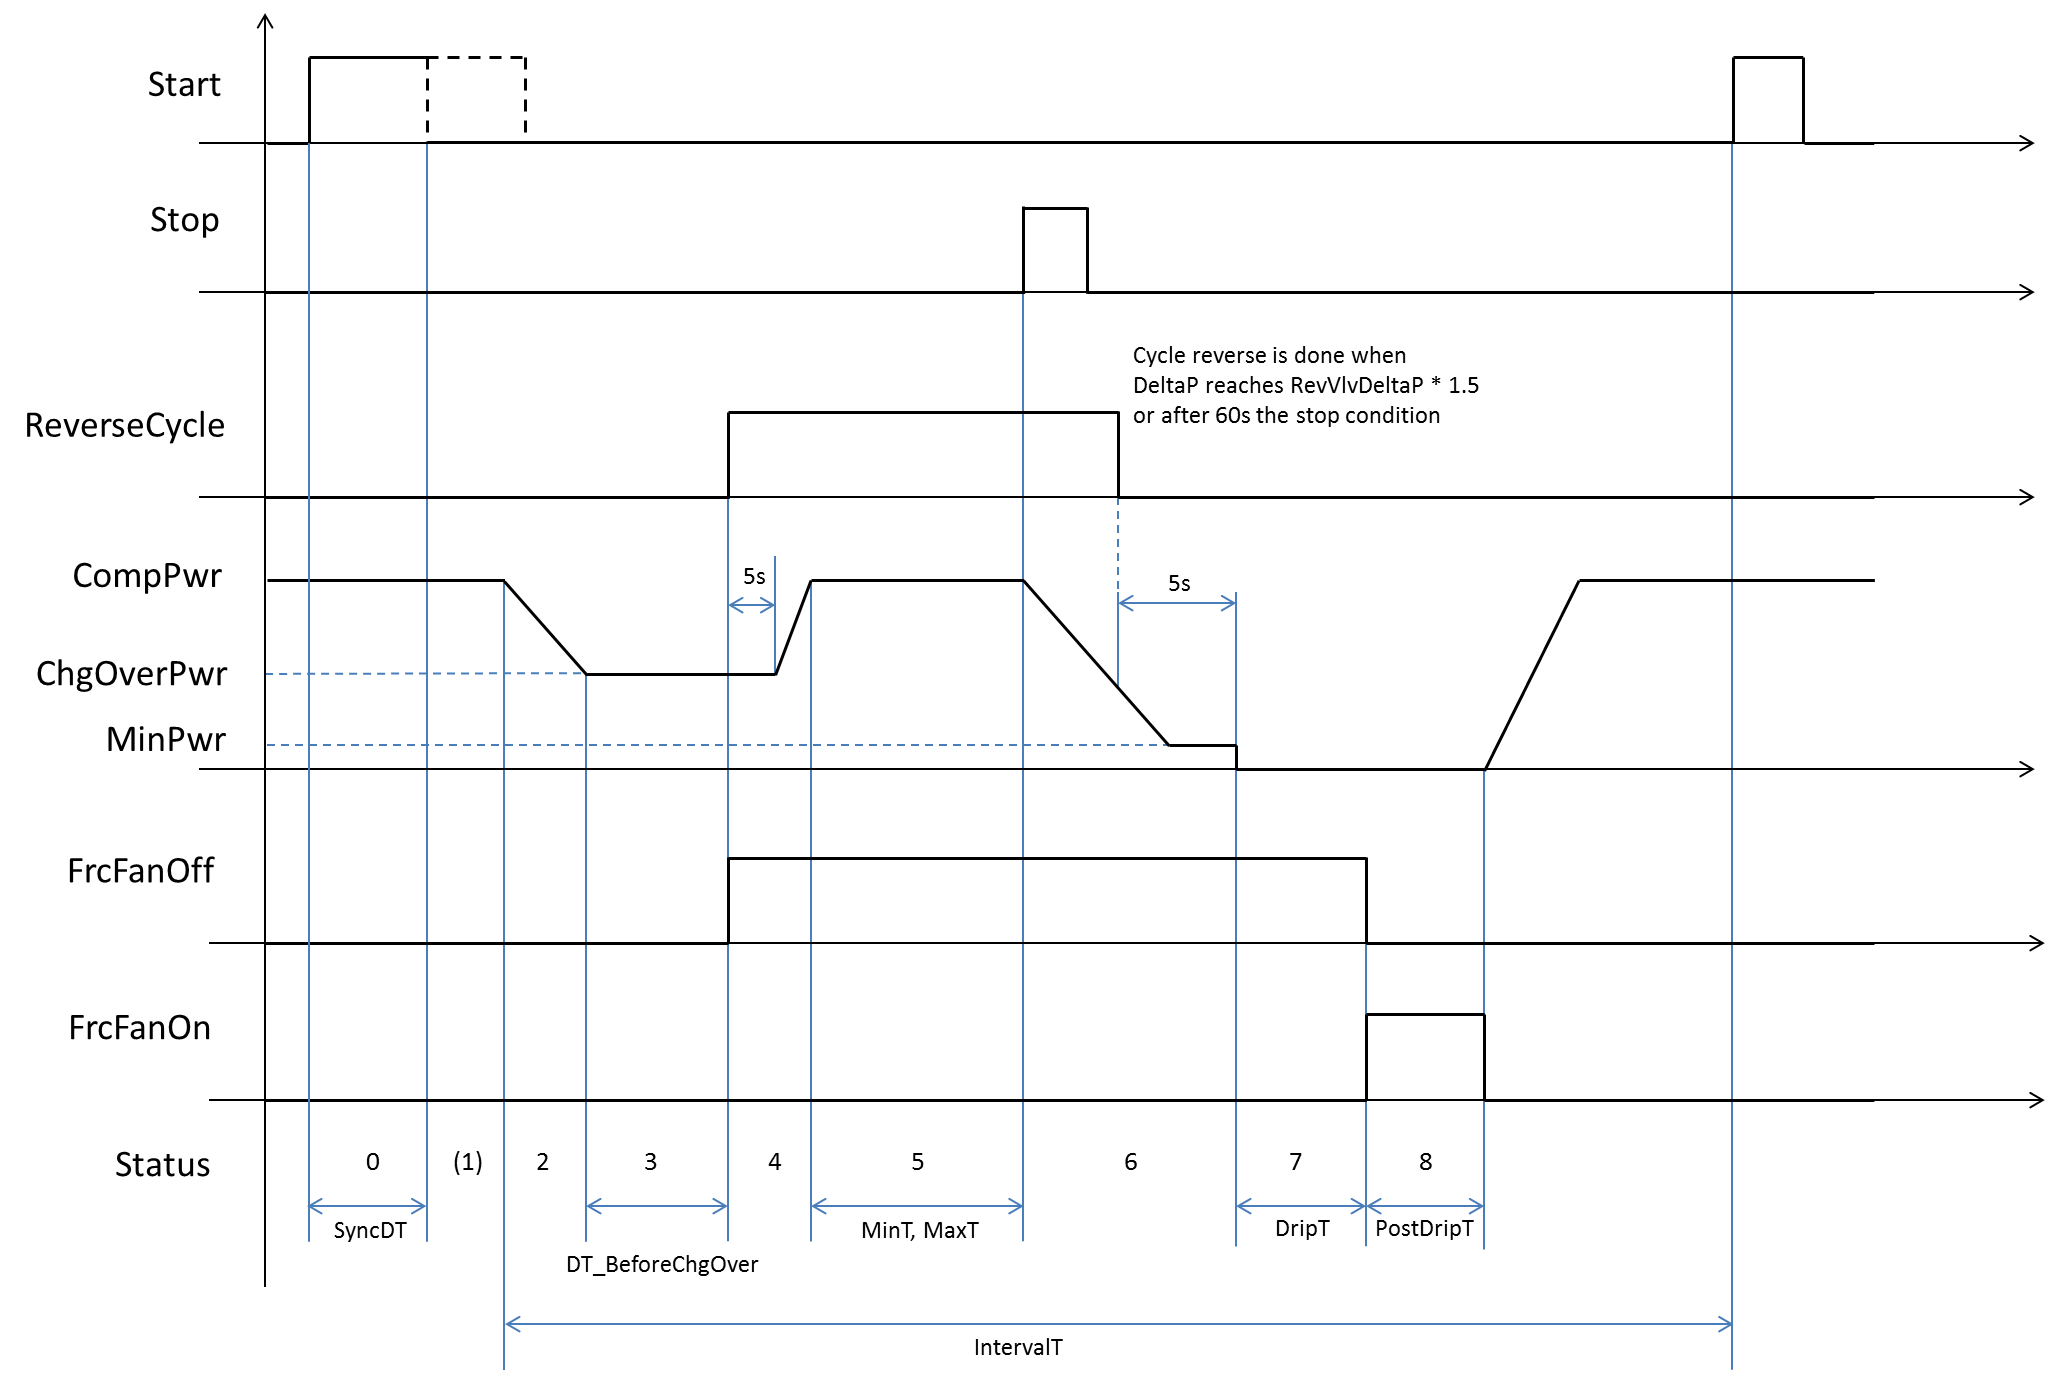 Start
Stop
Cycle reverse is done when
DeltaP reaches RevVlvDeltaP * 1.5
or after 60s the stop condition
ReverseCycle
CompPwr
5s
5s
ChgOverPwr
MinPwr
FrcFanOff
FrcFanOn
Status
0
(1)
2
3
4
5
6
7
8
SyncDT
MinT, MaxT
DripT
PostDripT
DT_BeforeChgOver
IntervalT